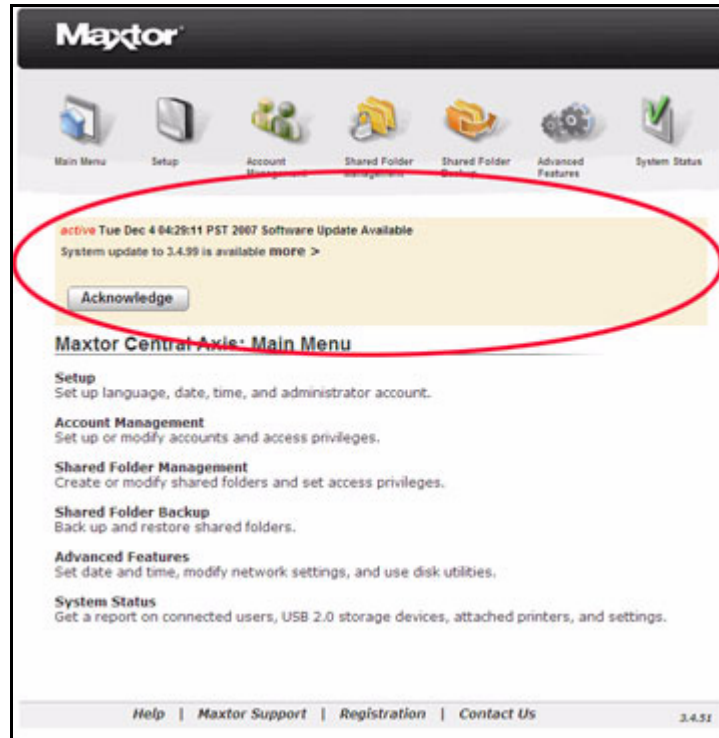 Maxtor
Main Menu
Setup
Account
Management
Shared Folder
Management
Shared Folder
Backup
Advanced
Features
System Status
active Tue Dec 4 04:29:11 PST 2007 Software Update Available
System update to 3.4.99 is available more >
Acknowledge
Maxtor Central Axis: Main Menu
Setup
Set up language, date, time, and administrator account.
Account Management
Set up or modify accounts and access privileges.
Shared Folder Management
Create or modify shared folders and set access privileges.
Shared Folder Backup
Back up and restore shared folders.
Advanced Features
Set date and time, modify network settings, and use disk utilities.
System Status
Get a report on connected users, USB 2.0 storage devices, attached printers, and settings.
Help | Maxtor Support | Registration | Contact Us
3.4.51